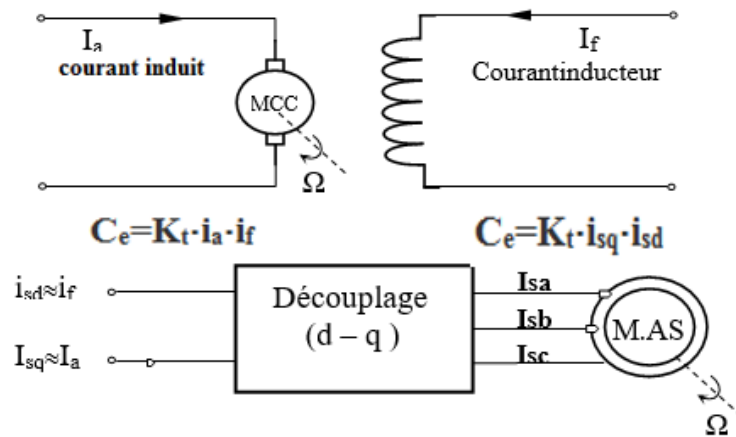 Ia
courant induit
MCC
Ω
If
Courantinducteur
Ce=Kt·ia·if
Ce=Kt·isq·isd
isd≈if
Isq≈Ia
Découplage
(d – q )
Isa
Isb
Isc
M.AS
Ω